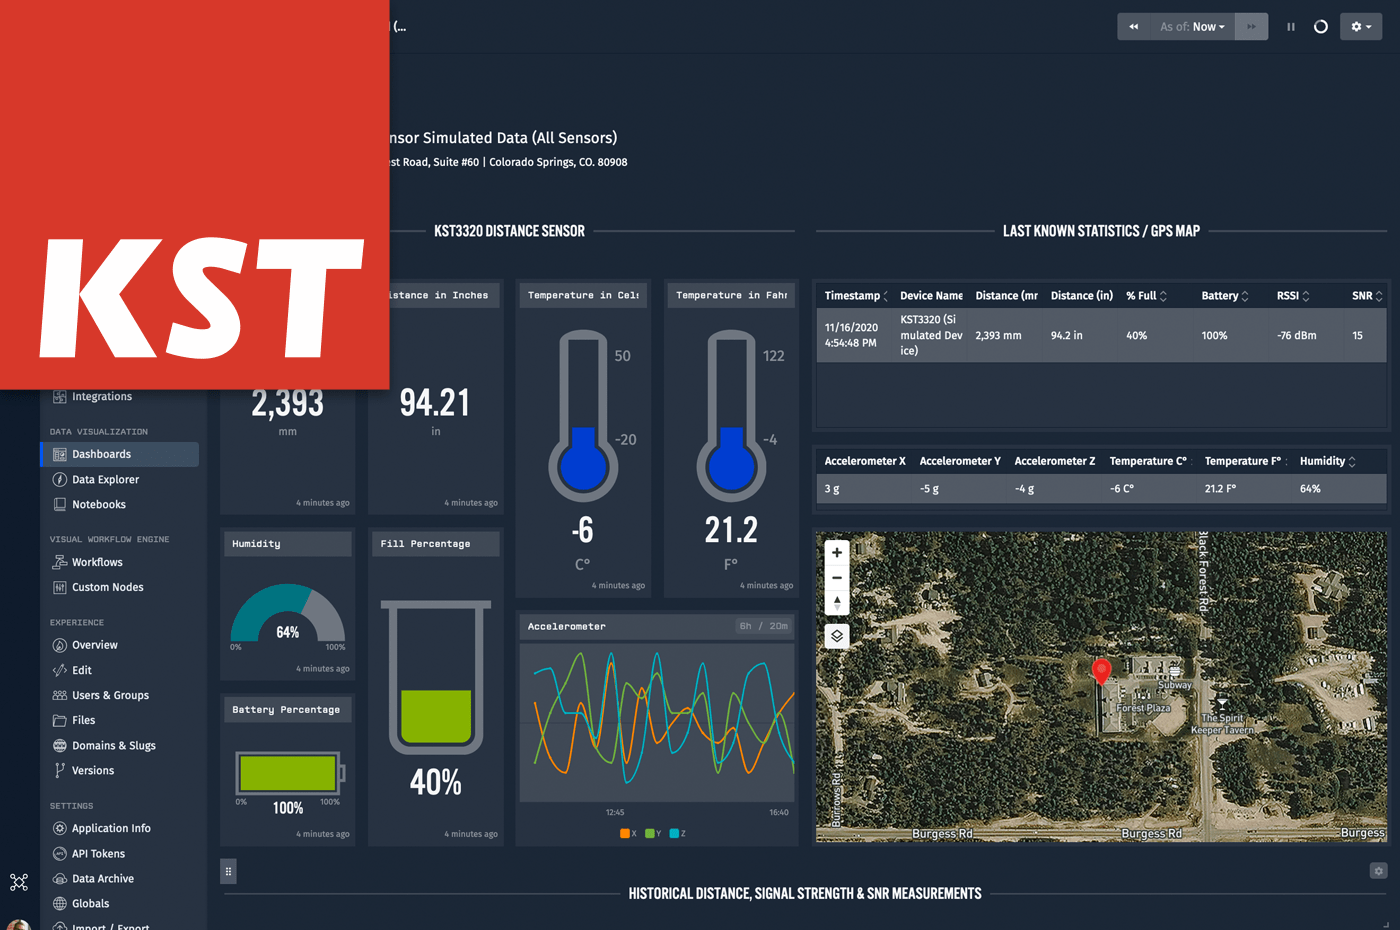 KST
(...
As of: Now
nsor Simulated Data (All Sensors)
st Road, Suite #60 | Colorado Springs, CO. 80908
KST3320 DISTANCE SENSOR
LAST KNOWN STATISTICS / GPS MAP
Integrations
DATA VISUALIZATION
Dashboards
Data Explorer
Notebooks
VISUAL WORKFLOW ENGINE
Workflows
Custom Nodes
EXPERIENCE
Overview
Edit
Users & Groups
Files
Domains & Slugs
Versions
SETTINGS
Application Info
API Tokens
Data Archive
Globals
Import / Export
2,393
mm
4 minutes ago
istance in Inches
94.21
in
4 minutes ago
Temperature in Cels
50
-20
-6
C°
4 minutes ago
Temperature in Fahr
122
-4
21.2
F°
4 minutes ago
Humidity
64%
0% 100%
4 minutes ago
Battery Percentage
0% 100%
100%
4 minutes ago
Fill Percentage
40%
4 minutes ago
Accelerometer
6h / 20m
12:45 16:40
X Y Z
Timestamp Device Name Distance (mr Distance (in) % Full Battery RSSI SNR
11/16/2020
4:54:48 PM
KST3320 (Si
mulated Dev
ice)
2,393 mm 94.2 in 40% 100% -76 dBm 15
Accelerometer X Accelerometer Y Accelerometer Z Temperature C° Temperature F° Humidity
3 g -5 g -4 g -6 C° 21.2 F° 64%
Black Forest Rd
Subway
Forest Plaza
The Spirit
Keeper Tavern
Burrows Rd
Burgess Rd
Burgess Rd
Burgess
HISTORICAL DISTANCE, SIGNAL STRENGTH & SNR MEASUREMENTS